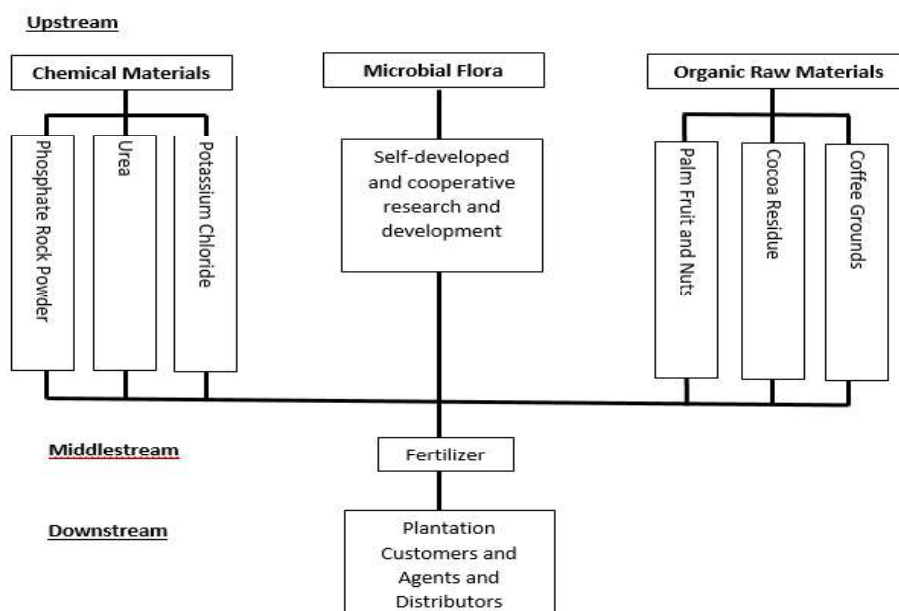 Upstream
Chemical Materials
Microbial Flora
Organic Raw Materials
Phosphate Rock Powder
Urea
Potassium Chloride
Self-developed
and cooperative
research and
development
Palm Fruit and Nuts
Cocoa Residue
Coffee Grounds
Middlestream
Fertilizer
Downstream
Plantation
Customers and
Agents and
Distributors